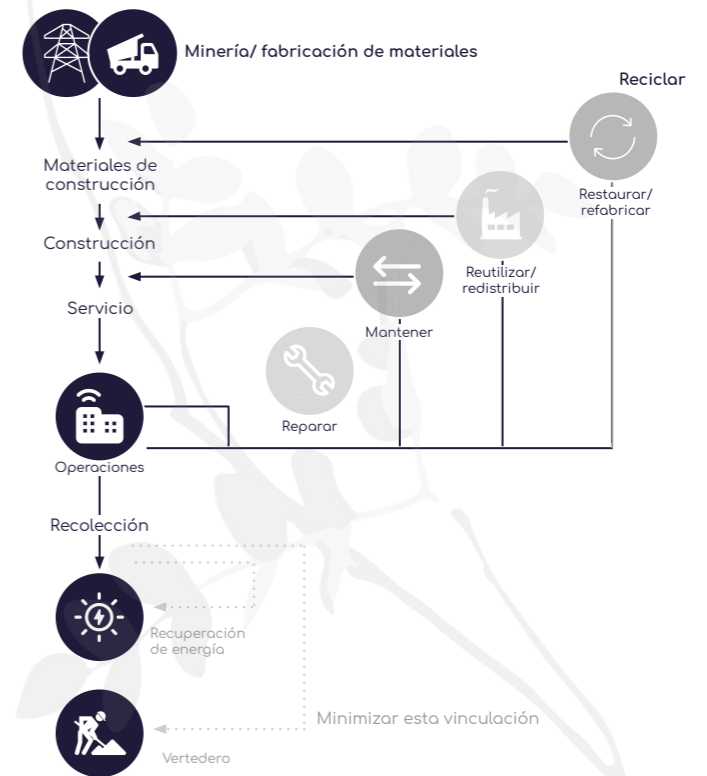 Minería/ fabricación de materiales
Reciclar
Materiales de
construcción
Restaurar/
refabricar
Construcción
Reutilizar/
redistribuir
Servicio
Mantener
Reparar
Operaciones
Recolección
Recuperación
de energía
Minimizar esta vinculación
Vertedero